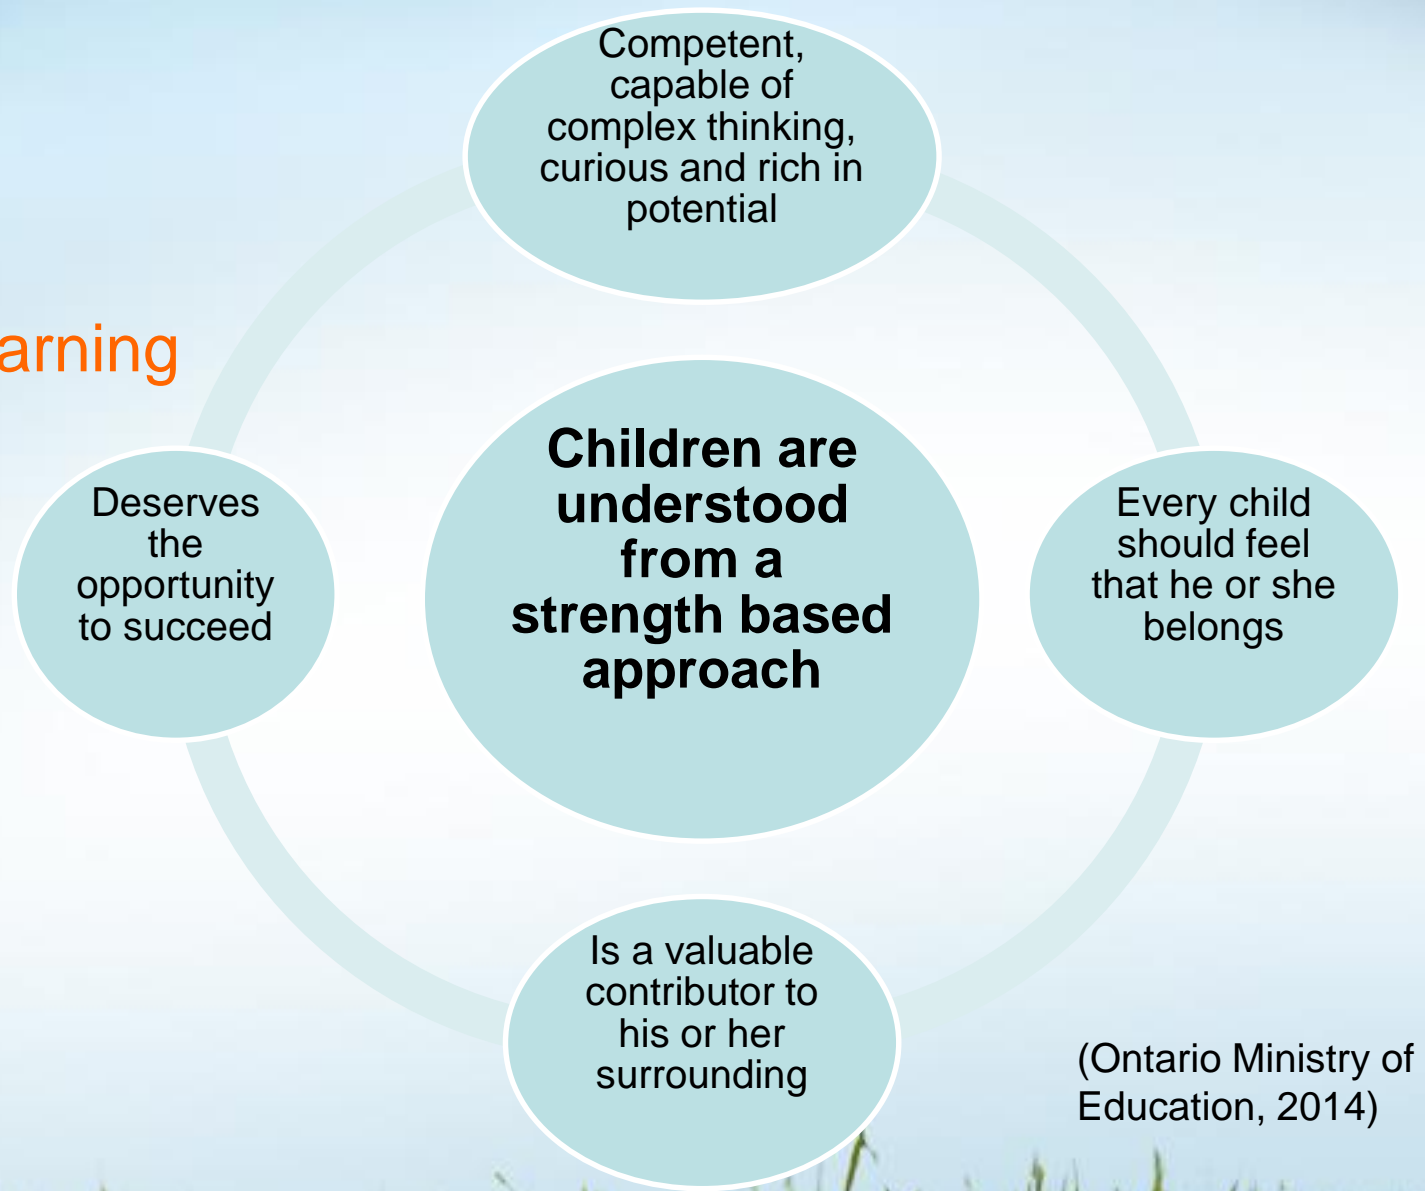 Competent,
capable of
complex thinking,
curious and rich in
potential
arning
Children are
understood
from a
strength based
approach
Deserves
the
opportunity
to succeed
Every child
should feel
that he or she
belongs
Is a valuable
contributor to
his or her
surrounding
(Ontario Ministry of
Education, 2014)